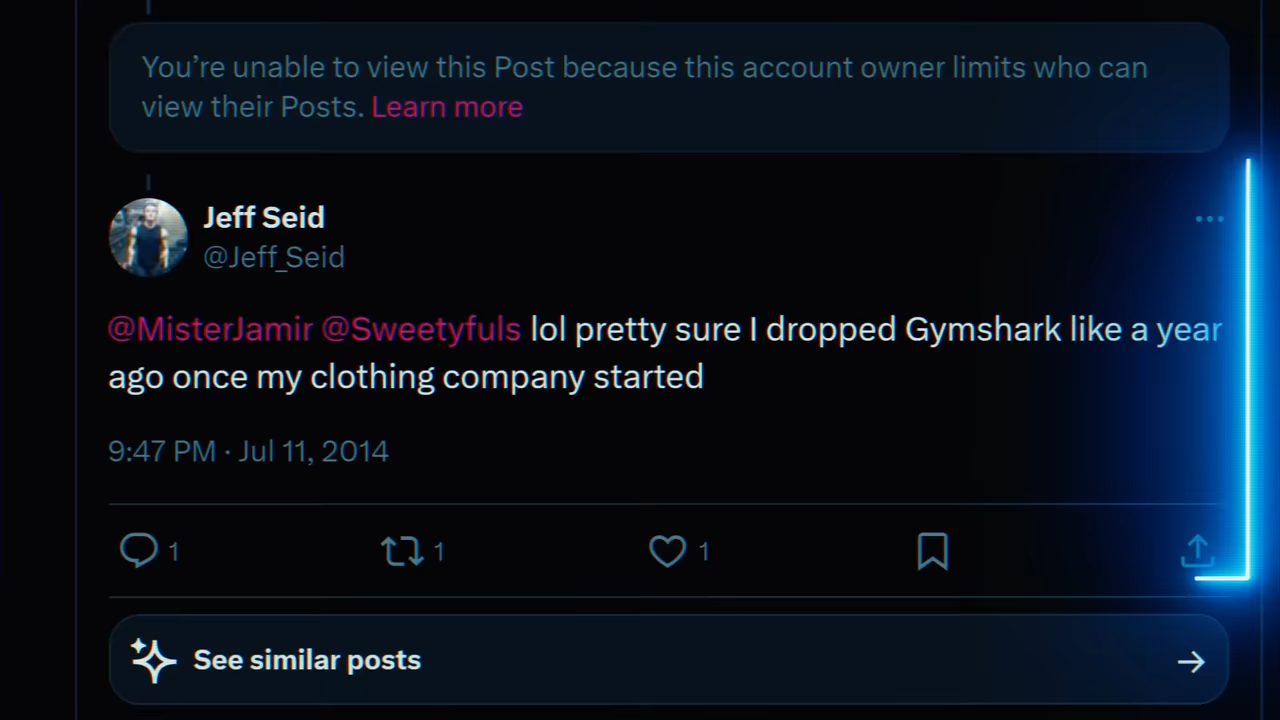 You're unable to view this Post because this account owner limits who can
view their Posts. Learn more
Jeff Seid
@Jeff_Seid
@MisterJamir @Sweetyfuls lol pretty sure I dropped Gymshark like a year
ago once my clothing company started
9:47 PM · Jul 11, 2014
1 1 1
See similar posts